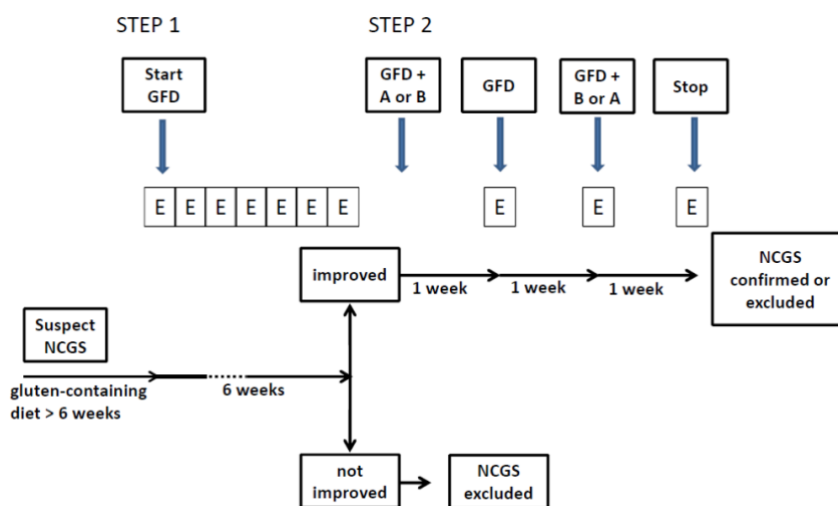 STEP 1
STEP 2
Start
GFD
GFD +
A or B
GFD
GFD +
B or A
Stop
E E E E E E E
E
E
E
improved
1 week
1 week
1 week
NCGS
confirmed or
excluded
Suspect
NCGS
gluten-containing
diet > 6 weeks
6 weeks
not
improved
NCGS
excluded